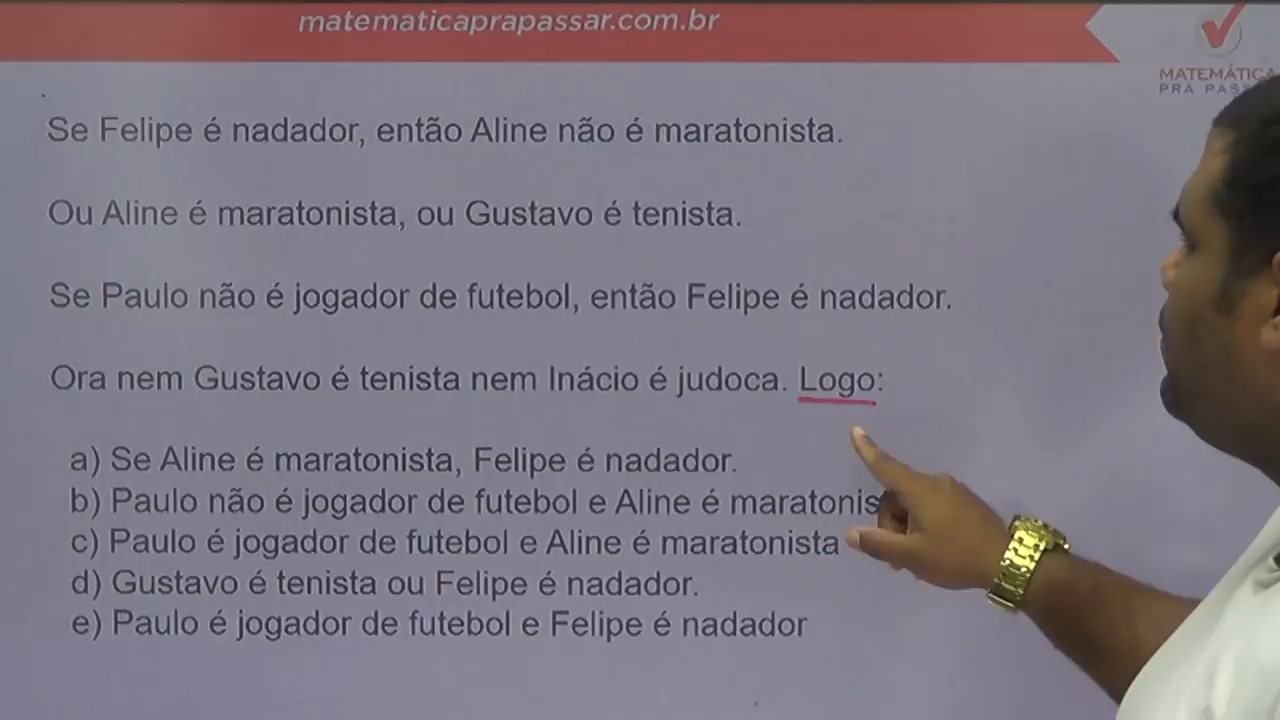 matematicaprapassar.com.br
MATEMÁTICA
PRA
Se Felipe é nadador, então Aline não é maratonista.
Ou Aline é maratonista, ou Gustavo é tenista.
Se Paulo não é jogador de futebol, então Felipe é nadador.
Ora nem Gustavo é tenista nem Inácio é judoca. Logo:
a) Se Aline é maratonista, Felipe é nadador.
b) Paulo não é jogador de futebol e Aline é maratonis
c) Paulo é jogador de futebol e Aline é maratonista
d) Gustavo é tenista ou Felipe é nadador.
e) Paulo é jogador de futebol e Felipe é nadador